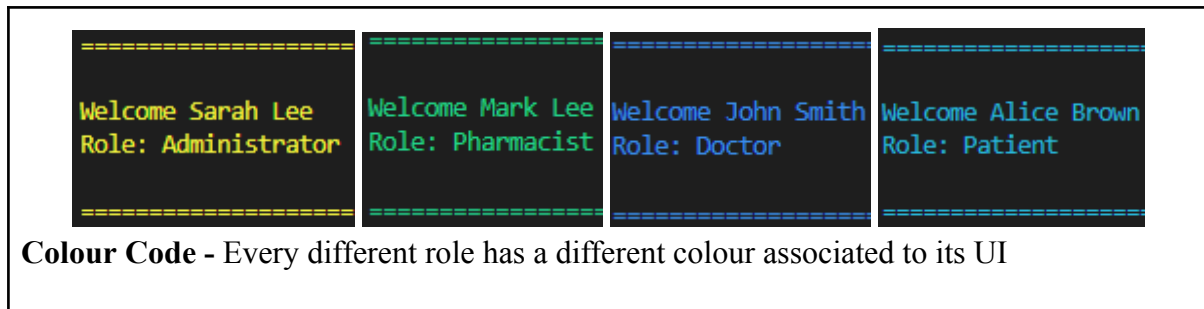 ====================
Welcome Sarah Lee
Role: Administrator
====================
=================
Welcome Mark Lee
Role: Pharmacist
=================
===================
Welcome John Smith
Role: Doctor
===================
===================
Welcome Alice Brown
Role: Patient
===================
Colour Code - Every different role has a different colour associated to its UI